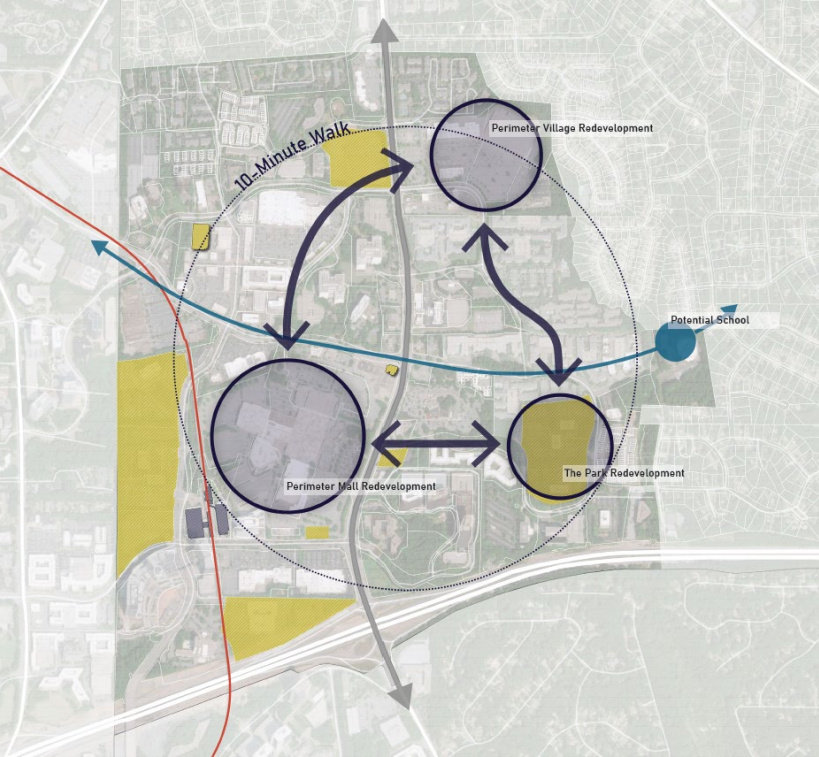 Perimeter Village Redevelopment
10-Minute Walk
Potential School
The Park Redevelopment
Perimeter Mall Redevelopment